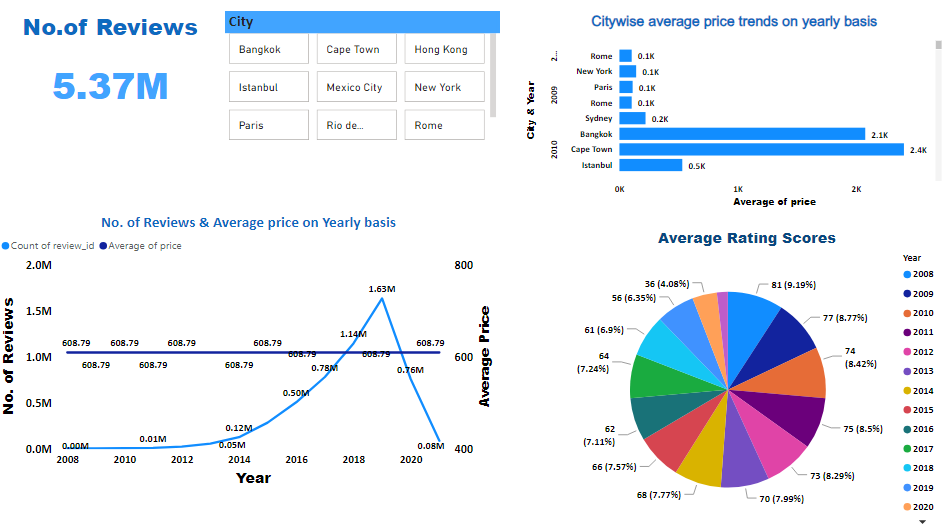 No.of Reviews
5.37M
City
Bangkok
Cape Town
Hong Kong
Istanbul
Mexico City
New York
Paris
Rio de...
Rome
Citywise average price trends on yearly basis
City & Year
2...
2009
2010
Rome 0.1K
New York 0.1K
Paris 0.1K
Rome 0.1K
Sydney 0.2K
Bangkok 2.1K
Cape Town 2.4K
Istanbul 0.5K
0K 1K 2K
Average of price
No. of Reviews & Average price on Yearly basis
Count of review_id Average of price
No. of Reviews
2.0M
1.5M
1.0M
0.5M
0.0M
800
600
400
Average Price
1.63M
1.14M
608.79 608.79 608.79 608.79 608.79
608.79 608.79
608.79 608.79 608.79
0.78M 0.76M
0.50M
0.12M
0.00M 0.01M 0.05M 0.08M
2008 2010 2012 2014 2016 2018 2020
Year
Average Rating Scores
81 (9.19%)
77 (8.77%)
74
(8.42%)
75 (8.5%)
73 (8.29%)
70 (7.99%)
68 (7.77%)
66 (7.57%)
62
(7.11%)
64
(7.24%)
61 (6.9%)
56 (6.35%)
36 (4.08%)
Year
2008
2009
2010
2011
2012
2013
2014
2015
2016
2017
2018
2019
2020